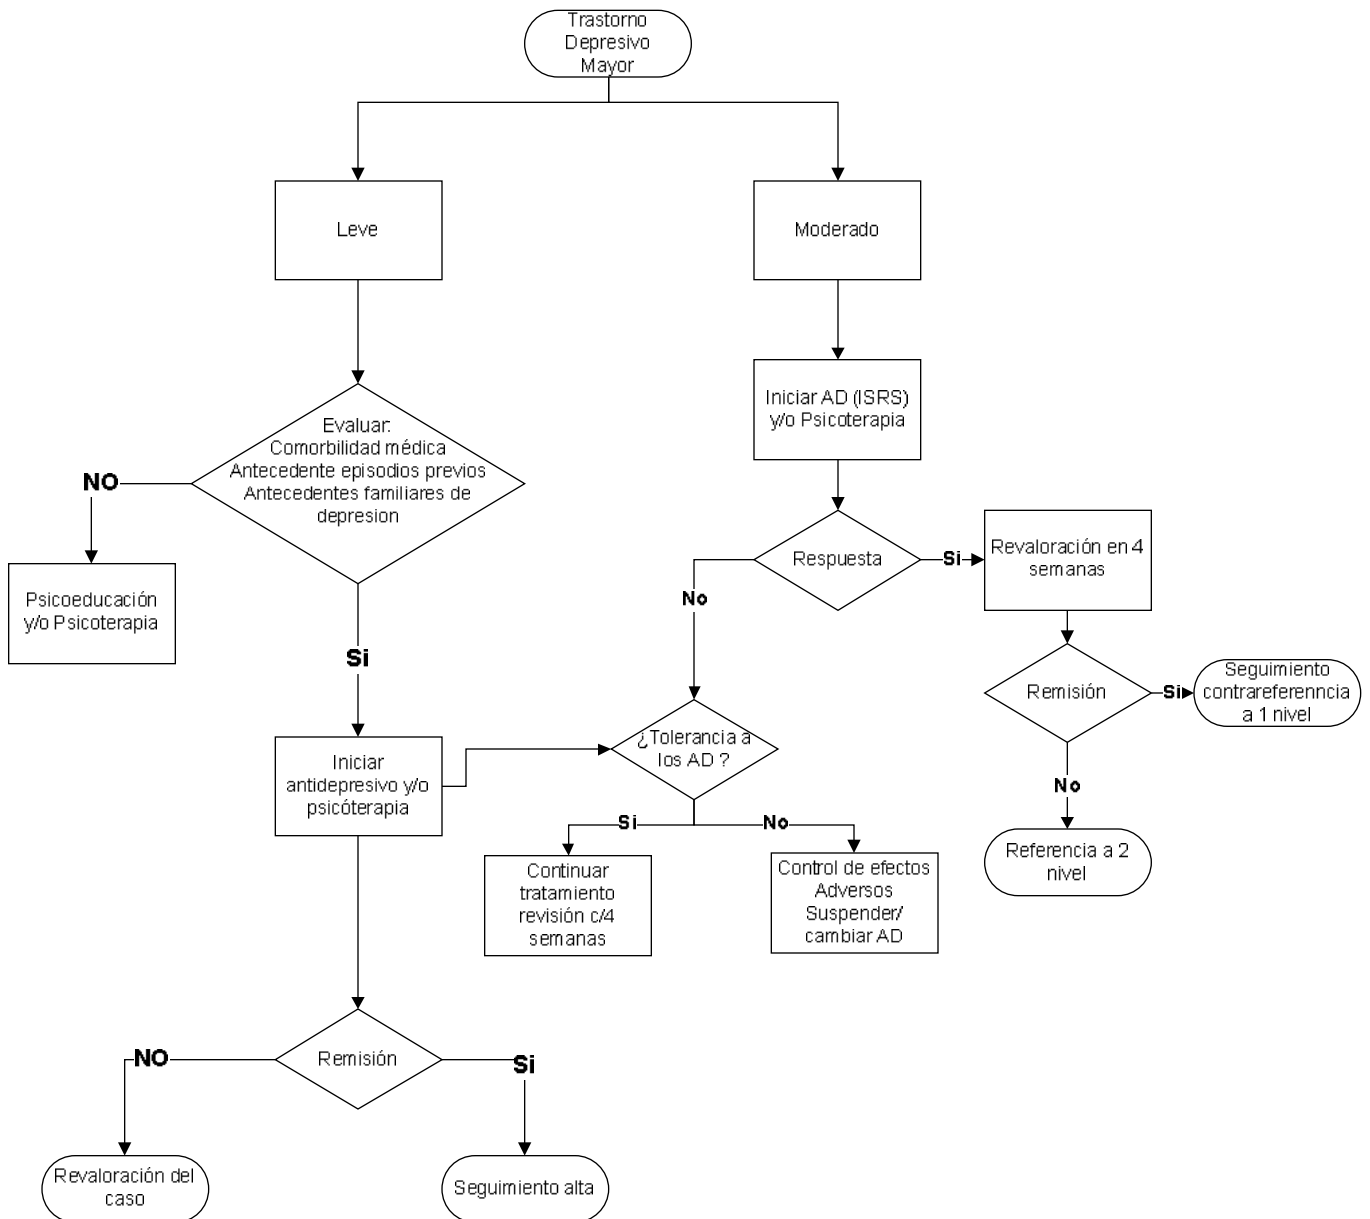 Trastorno
Depresivo
Mayor
Leve
Moderado
Iniciar AD (ISRS)
y/o Psicoterapia
Evaluar:
Comorbilidad médica
Antecedente episodios previos
Antecedentes familiares de
depresion
NO
Psicoeducación
y/o Psicoterapia
Si
Respuesta
Si
Revaloración en 4
semanas
No
Remisión
Si
Seguimiento
contrareferenncia
a 1 nivel
No
Referencia a 2
nivel
¿Tolerancia a
los AD ?
Iniciar
antidepresivo y/o
psicóterapia
Si
No
Continuar
tratamiento
revisión c/4
semanas
Control de efectos
Adversos
Suspender/
cambiar AD
Remisión
NO
Si
Revaloración del
caso
Seguimiento alta